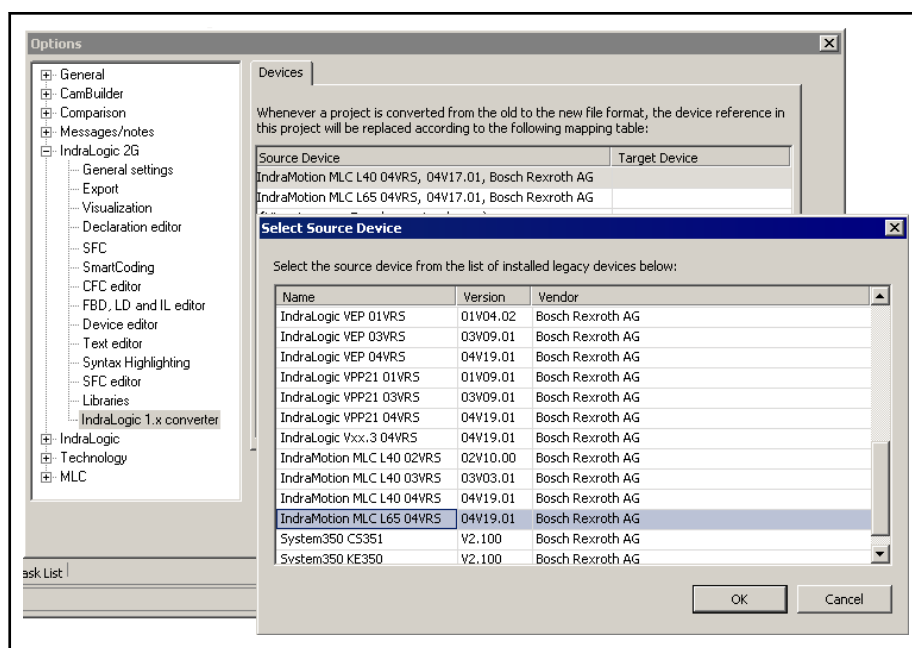 Options
General
CamBuilder
Comparison
Messages/notes
IndraLogic 2G
General settings
Export
Visualization
Declaration editor
SFC
SmartCoding
CFC editor
FBD, LD and IL editor
Device editor
Text editor
Syntax Highlighting
SFC editor
Libraries
IndraLogic 1.x converter
IndraLogic
Technology
MLC
Devices
Whenever a project is converted from the old to the new file format, the device reference in
this project will be replaced according to the following mapping table:
Source Device Target Device
IndraMotion MLC L40 04VRS, 04V17.01, Bosch Rexroth AG
IndraMotion MLC L65 04VRS, 04V17.01, Bosch Rexroth AG
Select Source Device
Select the source device from the list of installed legacy devices below:
Name Version Vendor
IndraLogic VEP 01VRS 01V04.02 Bosch Rexroth AG
IndraLogic VEP 03VRS 03V09.01 Bosch Rexroth AG
IndraLogic VEP 04VRS 04V19.01 Bosch Rexroth AG
IndraLogic VPP21 01VRS 01V09.01 Bosch Rexroth AG
IndraLogic VPP21 03VRS 03V09.01 Bosch Rexroth AG
IndraLogic VPP21 04VRS 04V19.01 Bosch Rexroth AG
IndraLogic Vxx.3 04VRS 04V19.01 Bosch Rexroth AG
IndraMotion MLC L40 02VRS 02V10.00 Bosch Rexroth AG
IndraMotion MLC L40 03VRS 03V03.01 Bosch Rexroth AG
IndraMotion MLC L40 04VRS 04V19.01 Bosch Rexroth AG
IndraMotion MLC L65 04VRS 04V19.01 Bosch Rexroth AG
System350 CS351 V2.100 Bosch Rexroth AG
System350 KE350 V2.100 Bosch Rexroth AG
OK Cancel
ask List